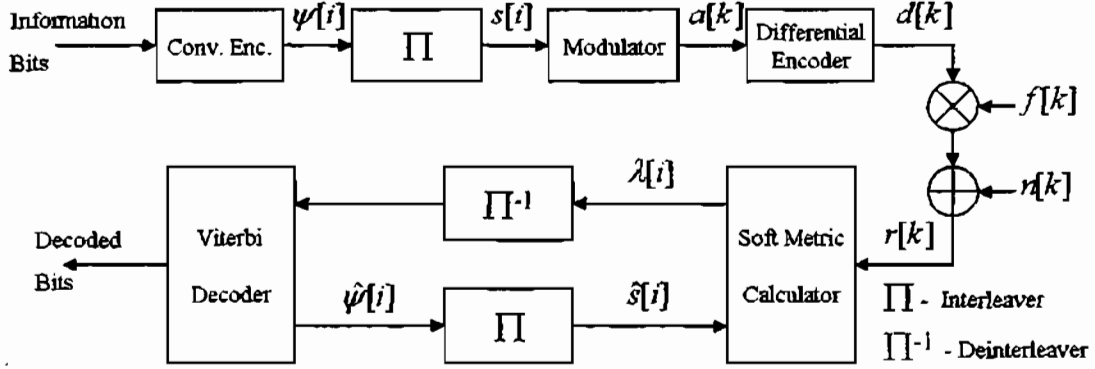 Information Bits
Conv. Enc.
ψ[i]
∏
s[i]
Modulator
a[k]
Differential Encoder
d[k]
f[k]
n[k]
r[k]
λ[i]
∏⁻¹
Viterbi Decoder
Soft Metric Calculator
Decoded Bits
ψ̂[i]
∏
ŝ[i]
∏ - Interleaver
∏⁻¹ - Deinterleaver